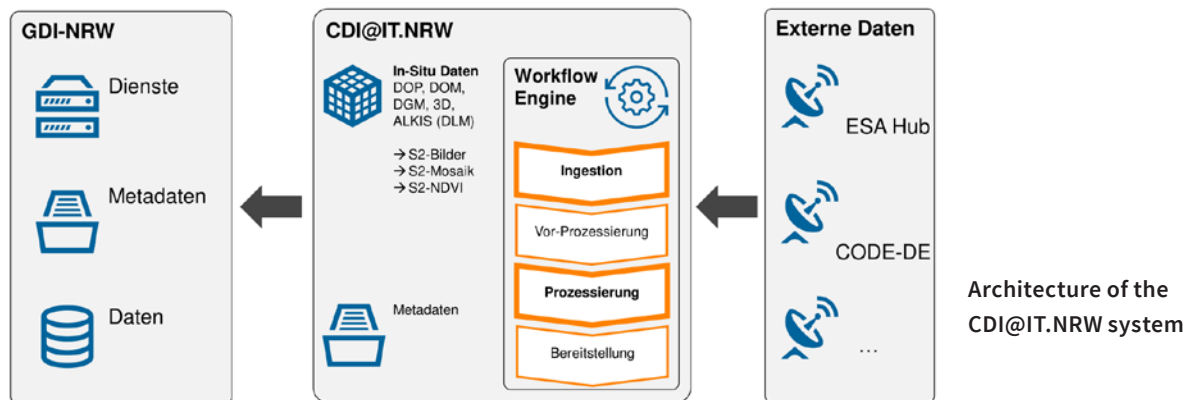 GDI-NRW
Dienste
Metadaten
Daten
CDI@IT.NRW
In-Situ Daten
DOP, DOM,
DGM, 3D,
ALKIS (DLM)
→ S2-Bilder
→ S2-Mosaik
→ S2-NDVI
Metadaten
Workflow
Engine
Ingestion
Vor-Prozessierung
Prozessierung
Bereitstellung
Externe Daten
ESA Hub
CODE-DE
...
Architecture of the
CDI@IT.NRW system